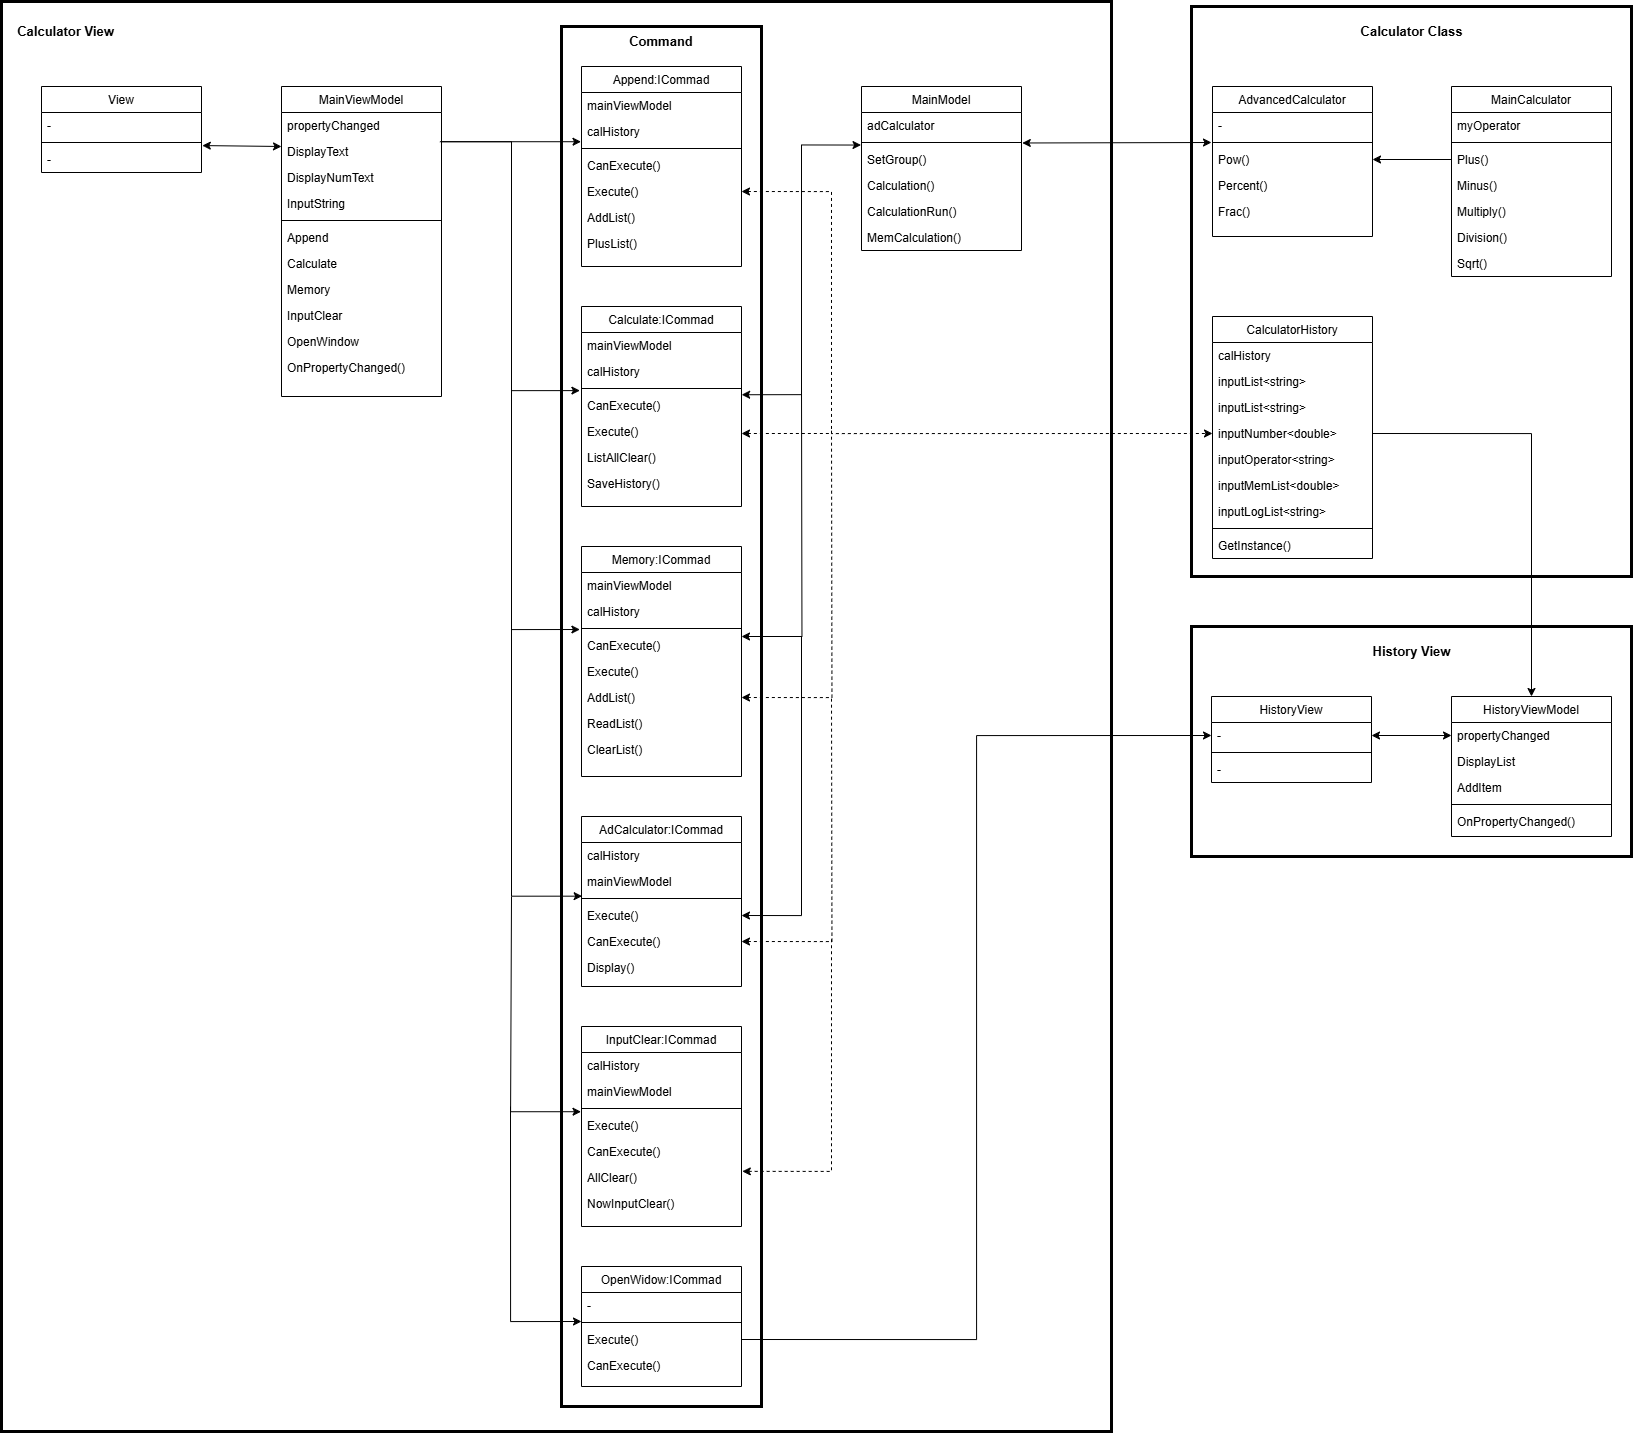 Calculator View
View
-
-
MainViewModel
propertyChanged
DisplayText
DisplayNumText
InputString
Append
Calculate
Memory
InputClear
OpenWindow
OnPropertyChanged()
Command
Append:ICommad
mainViewModel
calHistory
CanExecute()
Execute()
AddList()
PlusList()
Calculate:ICommad
mainViewModel
calHistory
CanExecute()
Execute()
ListAllClear()
SaveHistory()
Memory:ICommad
mainViewModel
calHistory
CanExecute()
Execute()
AddList()
ReadList()
ClearList()
AdCalculator:ICommad
calHistory
mainViewModel
Execute()
CanExecute()
Display()
InputClear:ICommad
calHistory
mainViewModel
Execute()
CanExecute()
AllClear()
NowInputClear()
OpenWidow:ICommad
-
Execute()
CanExecute()
MainModel
adCalculator
SetGroup()
Calculation()
CalculationRun()
MemCalculation()
Calculator Class
AdvancedCalculator
-
Pow()
Percent()
Frac()
MainCalculator
myOperator
Plus()
Minus()
Multiply()
Division()
Sqrt()
CalculatorHistory
calHistory
inputList<string>
inputList<string>
inputNumber<double>
inputOperator<string>
inputMemList<double>
inputLogList<string>
GetInstance()
History View
HistoryView
-
-
HistoryViewModel
propertyChanged
DisplayList
AddItem
OnPropertyChanged()